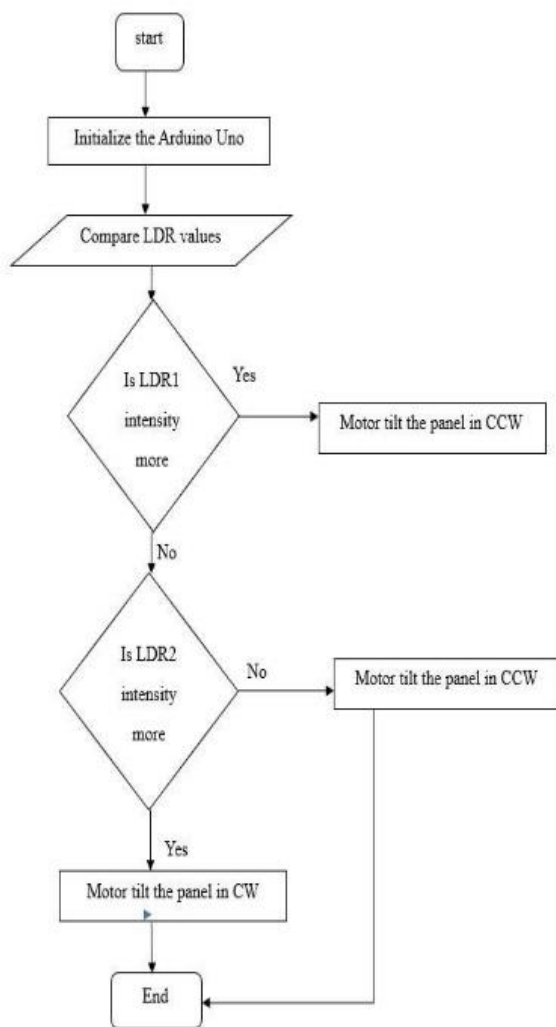 start
Initialize the Arduino Uno
Compare LDR values
Is LDR1
intensity
more
Yes
Motor tilt the panel in CCW
No
Is LDR2
intensity
more
No
Motor tilt the panel in CCW
Yes
Motor tilt the panel in CW
End